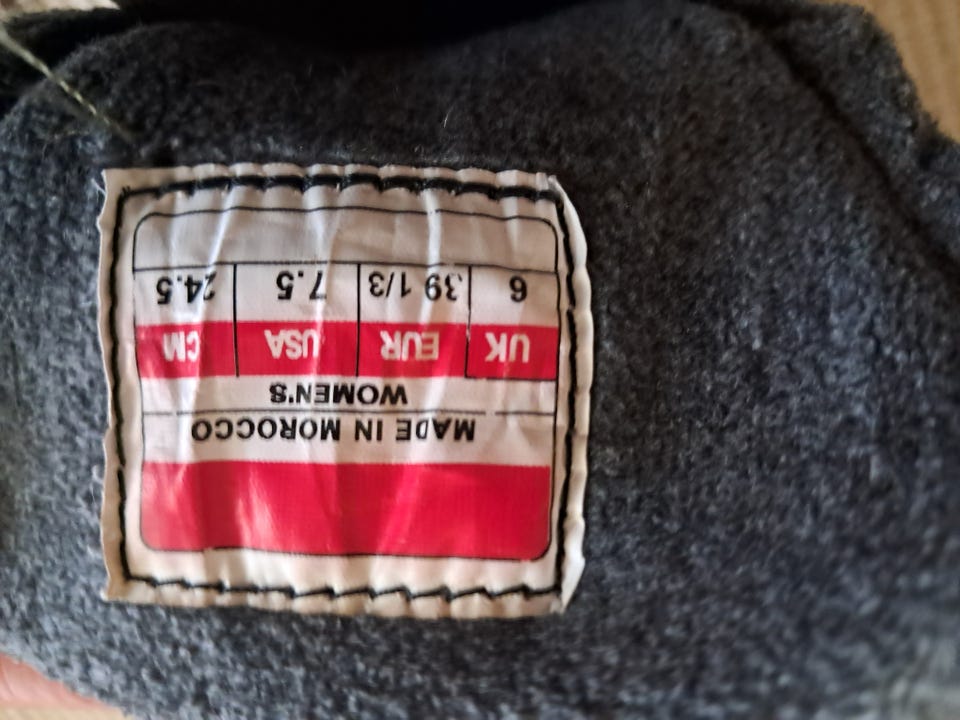 MADE IN MOROCCO
WOMEN'S
UK EUR USA CM
6 39 1/3 7.5 24.5